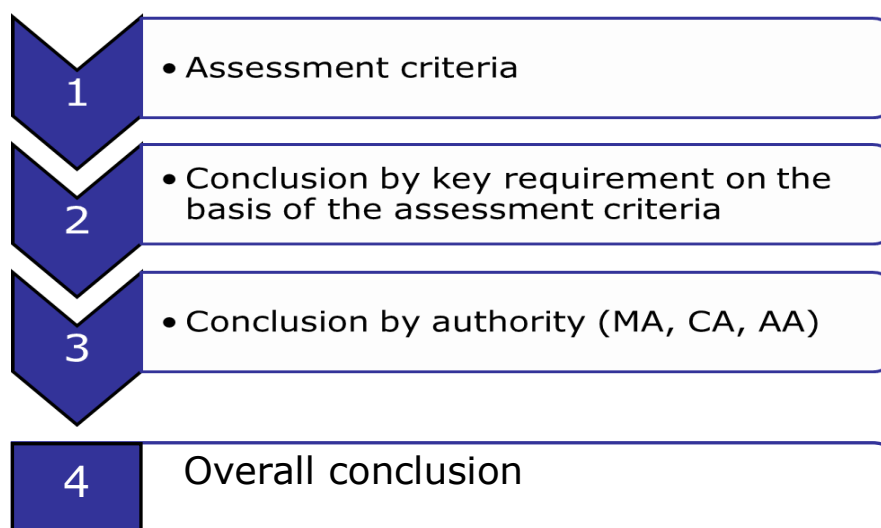 1
• Assessment criteria
2
• Conclusion by key requirement on the
basis of the assessment criteria
3
• Conclusion by authority (MA, CA, AA)
4
Overall conclusion